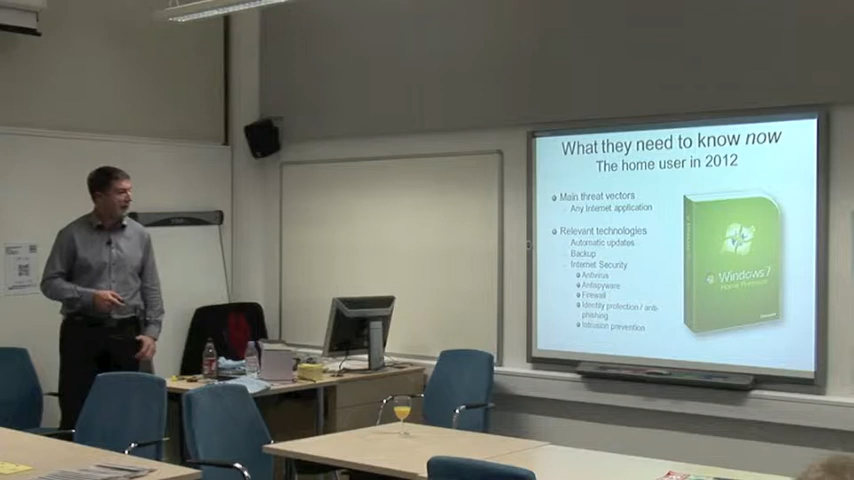 What they need to know now
The home user in 2012
Main threat vectors
Any Internet application
Relevant technologies
Automatic updates
Backup
Internet Security
Antivirus
Antispyware
Firewall
Identity protection / anti-
phishing
Intrusion prevention
Windows 7
Home Premium